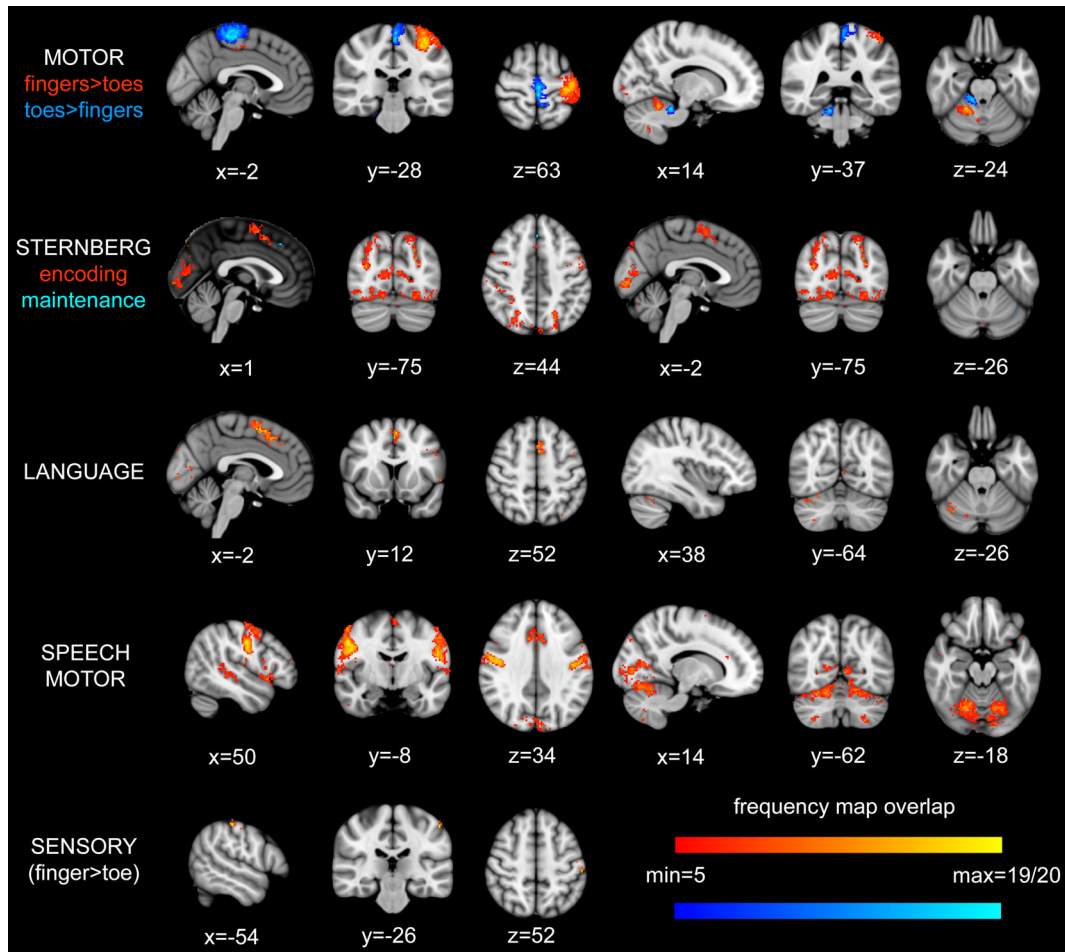 MOTOR
fingers>toes
toes>fingers
x=-2
y=-28
z=63
x=14
y=-37
z=-24
STERNBERG
encoding
maintenance
x=1
y=-75
z=44
x=-2
y=-75
z=-26
LANGUAGE
x=-2
y=12
z=52
x=38
y=-64
z=-26
SPEECH
MOTOR
x=50
y=-8
z=34
x=14
y=-62
z=-18
SENSORY
(finger>toe)
x=-54
y=-26
z=52
frequency map overlap
min=5
max=19/20